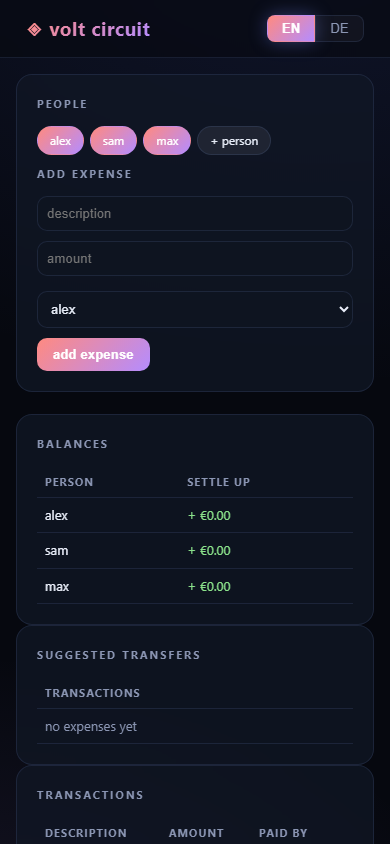 ◈ volt circuit EN DE
PEOPLE
alex sam max + person
ADD EXPENSE
description
amount
alex
add expense
BALANCES
PERSON SETTLE UP
alex + €0.00
sam + €0.00
max + €0.00
SUGGESTED TRANSFERS
TRANSACTIONS
no expenses yet
TRANSACTIONS
DESCRIPTION AMOUNT PAID BY